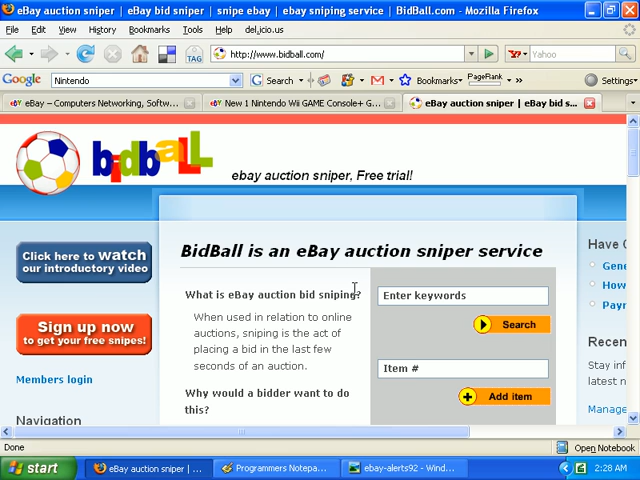 eBay auction sniper | eBay bid sniper | snipe ebay | ebay sniping service | BidBall.com - Mozilla Firefox
File Edit View History Bookmarks Tools Help del.icio.us
TAG http://www.bidball.com/ Yahoo
Google Nintendo Search Bookmarks PageRank Settings
eBay – Computers Networking, Softw... New 1 Nintendo Wii GAME Console+ G... eBay auction sniper | eBay bid s...
bidball
ebay auction sniper, Free trial!
Click here to watch
our introductory video
Sign up now
to get your free snipes!
Members login
Navigation
BidBall is an eBay auction sniper service
What is eBay auction bid sniping?
When used in relation to online
auctions, sniping is the act of
placing a bid in the last few
seconds of an auction.
Why would a bidder want to do
this?
Enter keywords
Search
Item #
Add item
Have
Gene
How
Payr
Recen
Stay inf
latest n
Manage
Done Open Notebook
start eBay auction sniper | ... Programmers Notepa... ebay-alerts92 - Wind... 2:28 AM